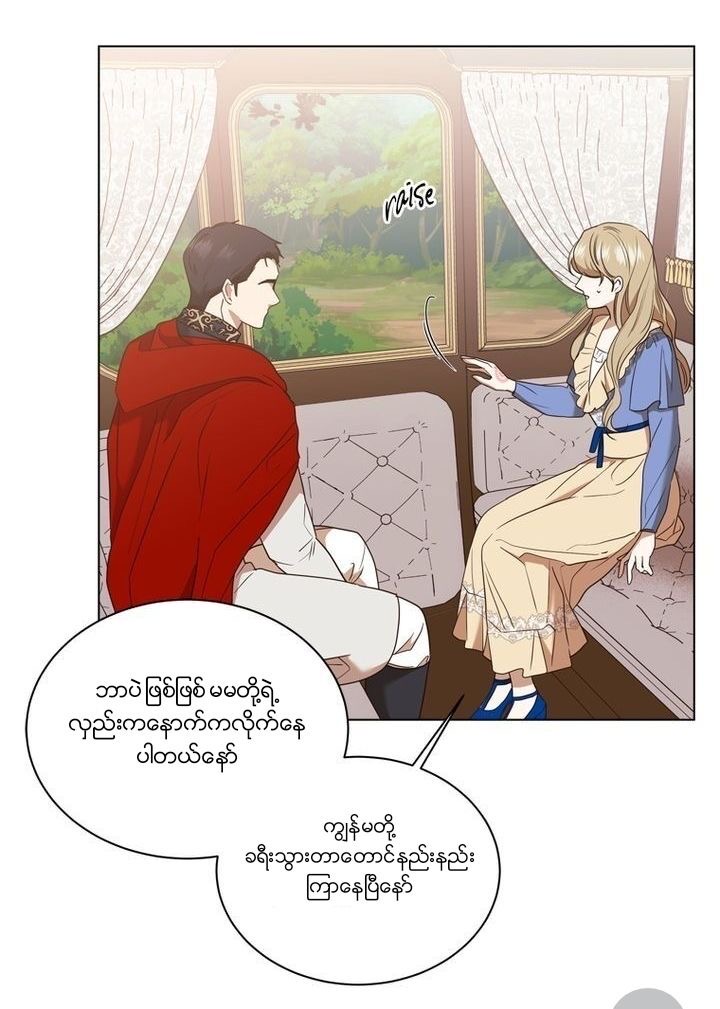 raise
ဘာပဲဖြစ်ဖြစ် မမတို့ရဲ့
လှည်းကနောက်ကလိုက်နေ
ပါတယ်နော်
ကျွန်မတို့
ခရီးသွားတာတောင်နည်းနည်း
ကြာနေပြီနော်